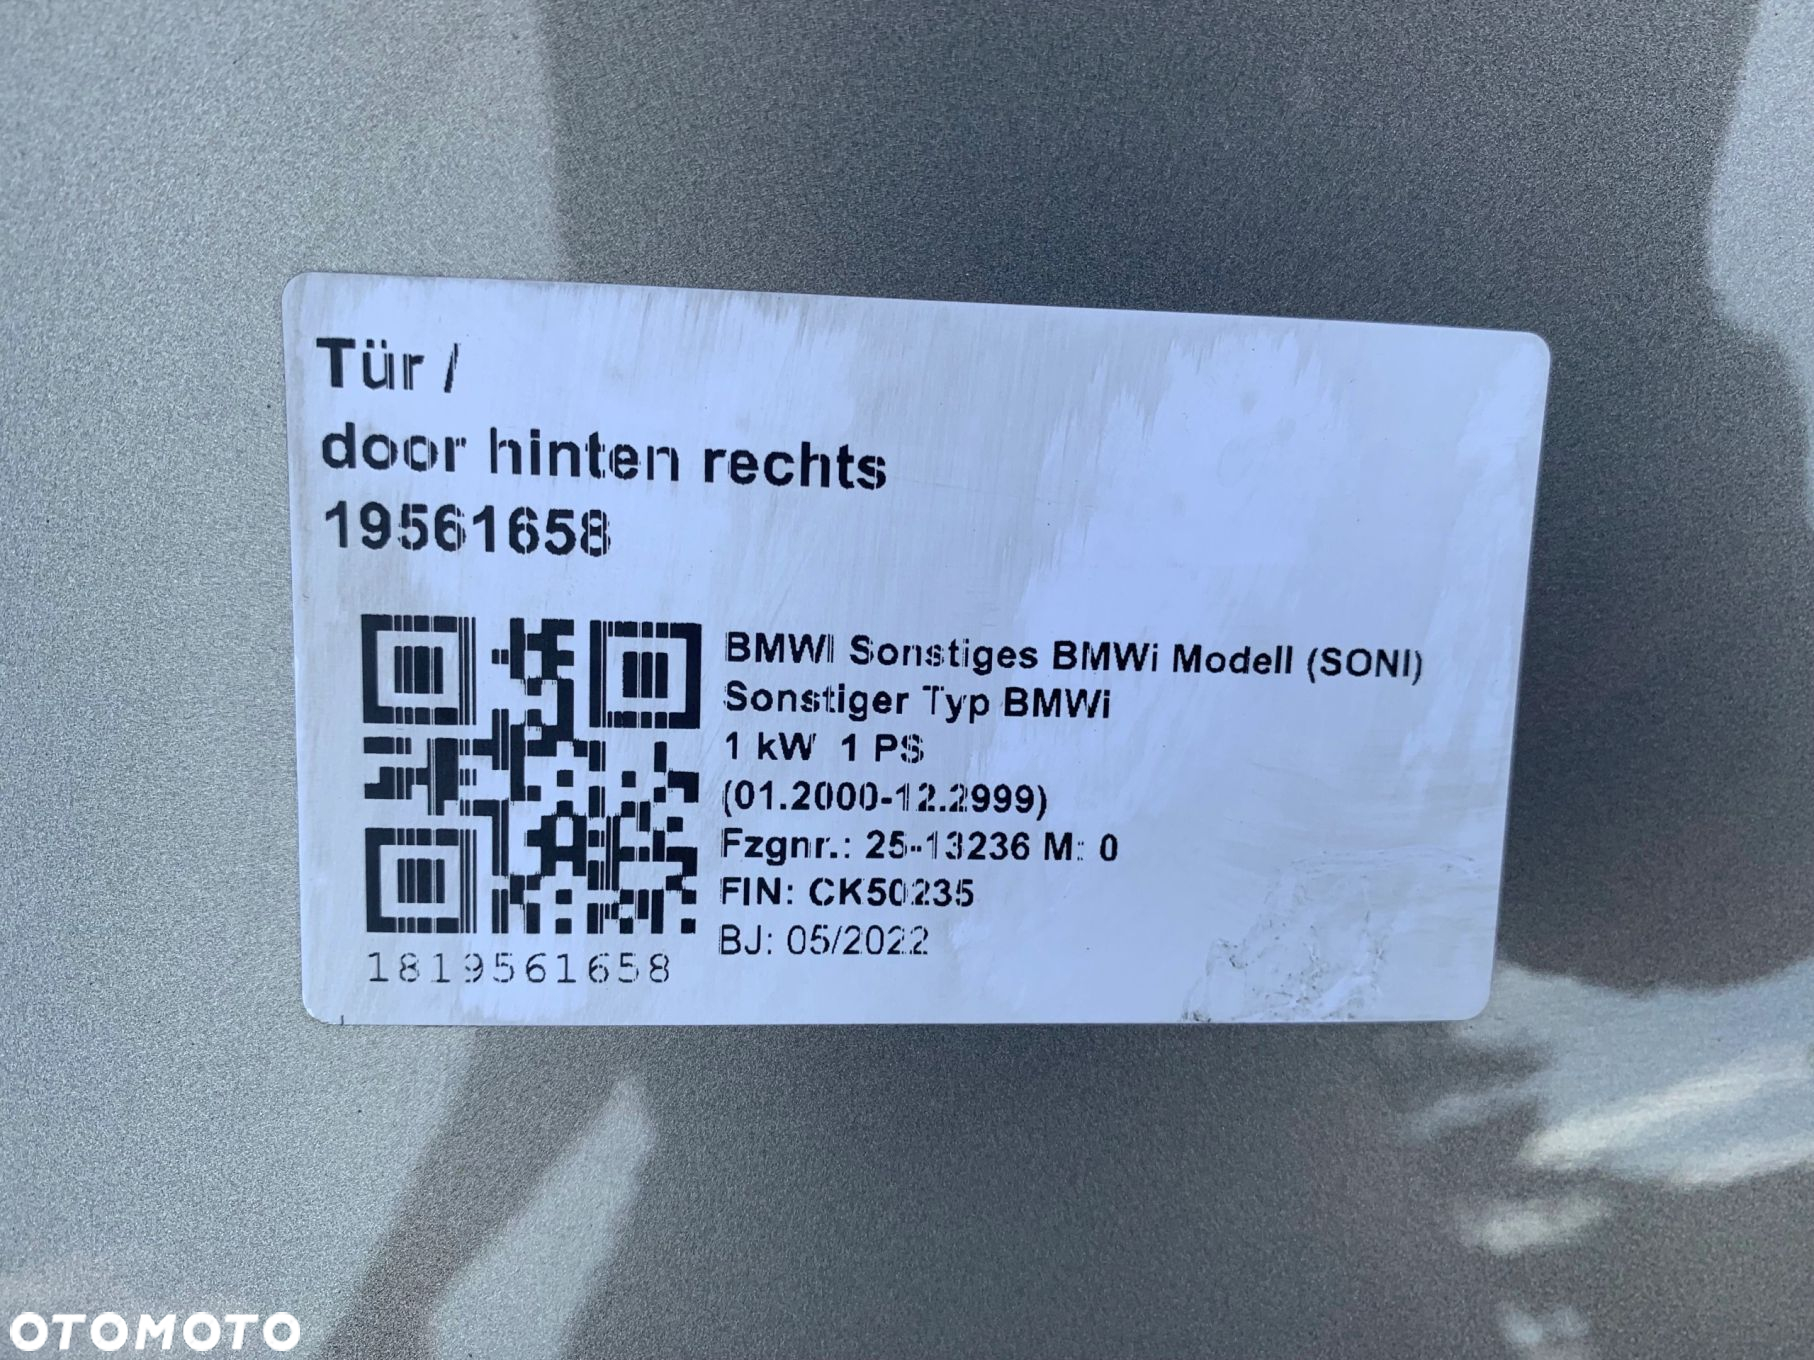 Tür /
door hinten rechts
19561658
BMWI Sonstiges BMWi Modell (SONI)
Sonstiger Typ BMWi
1 kW 1 PS
(01.2000-12.2999)
Fzgnr.: 25-13236 M: 0
FIN: CK50235
BJ: 05/2022
1819561658
OTOMOTO